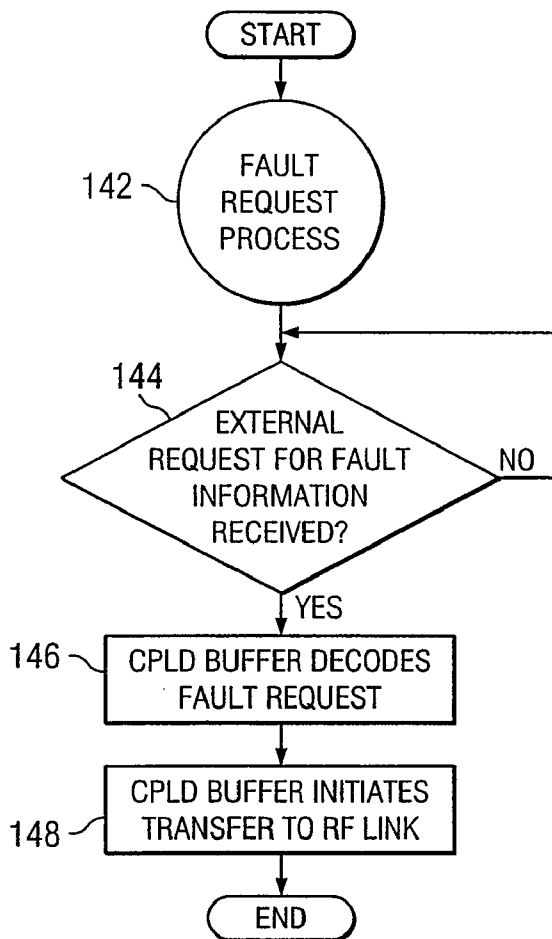 START
142
FAULT
REQUEST
PROCESS
144
EXTERNAL
REQUEST FOR FAULT
INFORMATION
RECEIVED?
NO
YES
146
CPLD BUFFER DECODES
FAULT REQUEST
148
CPLD BUFFER INITIATES
TRANSFER TO RF LINK
END